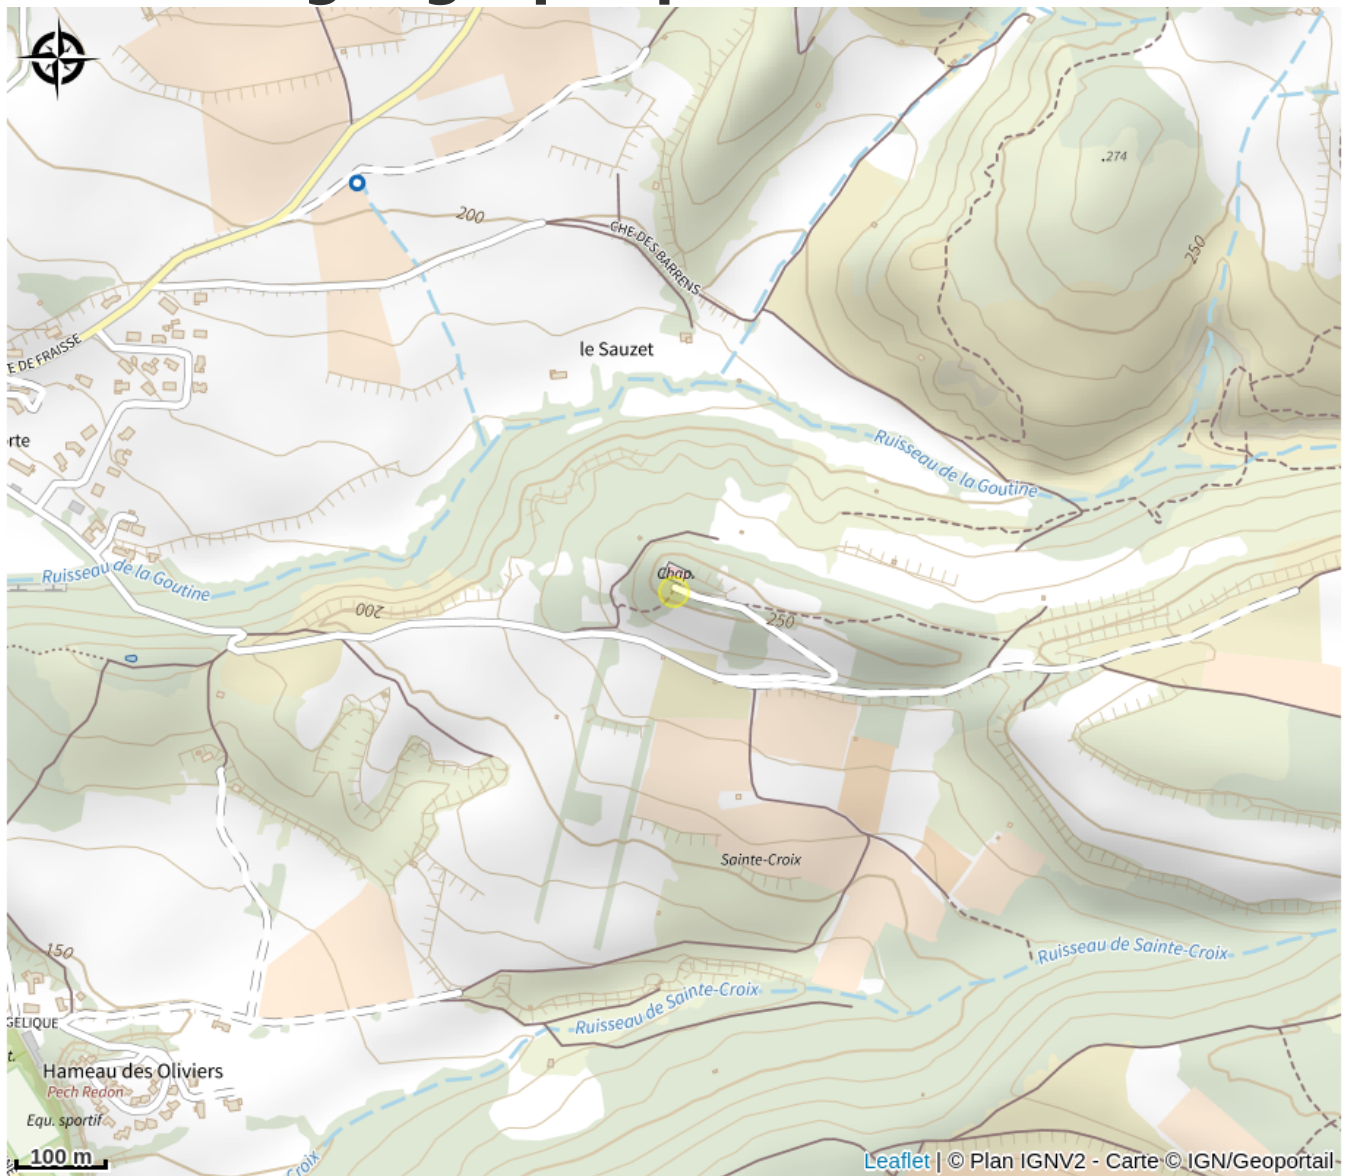 .274
200
250
CHE DES BARRENS
le Sauzet
E DE FRAISSE
orte
Ruisseau de la Goutine
Chap.
Ruisseau de la Goutine
200
250
Sainte-Croix
150
Ruisseau de Sainte-Croix
Ruisseau de Sainte-Croix
GELIQUE
t.
Hameau des Oliviers
Pech Redon
Equ. sportif
Croix
100 m
Leaflet | © Plan IGNV2 - Carte © IGN/Geoportail